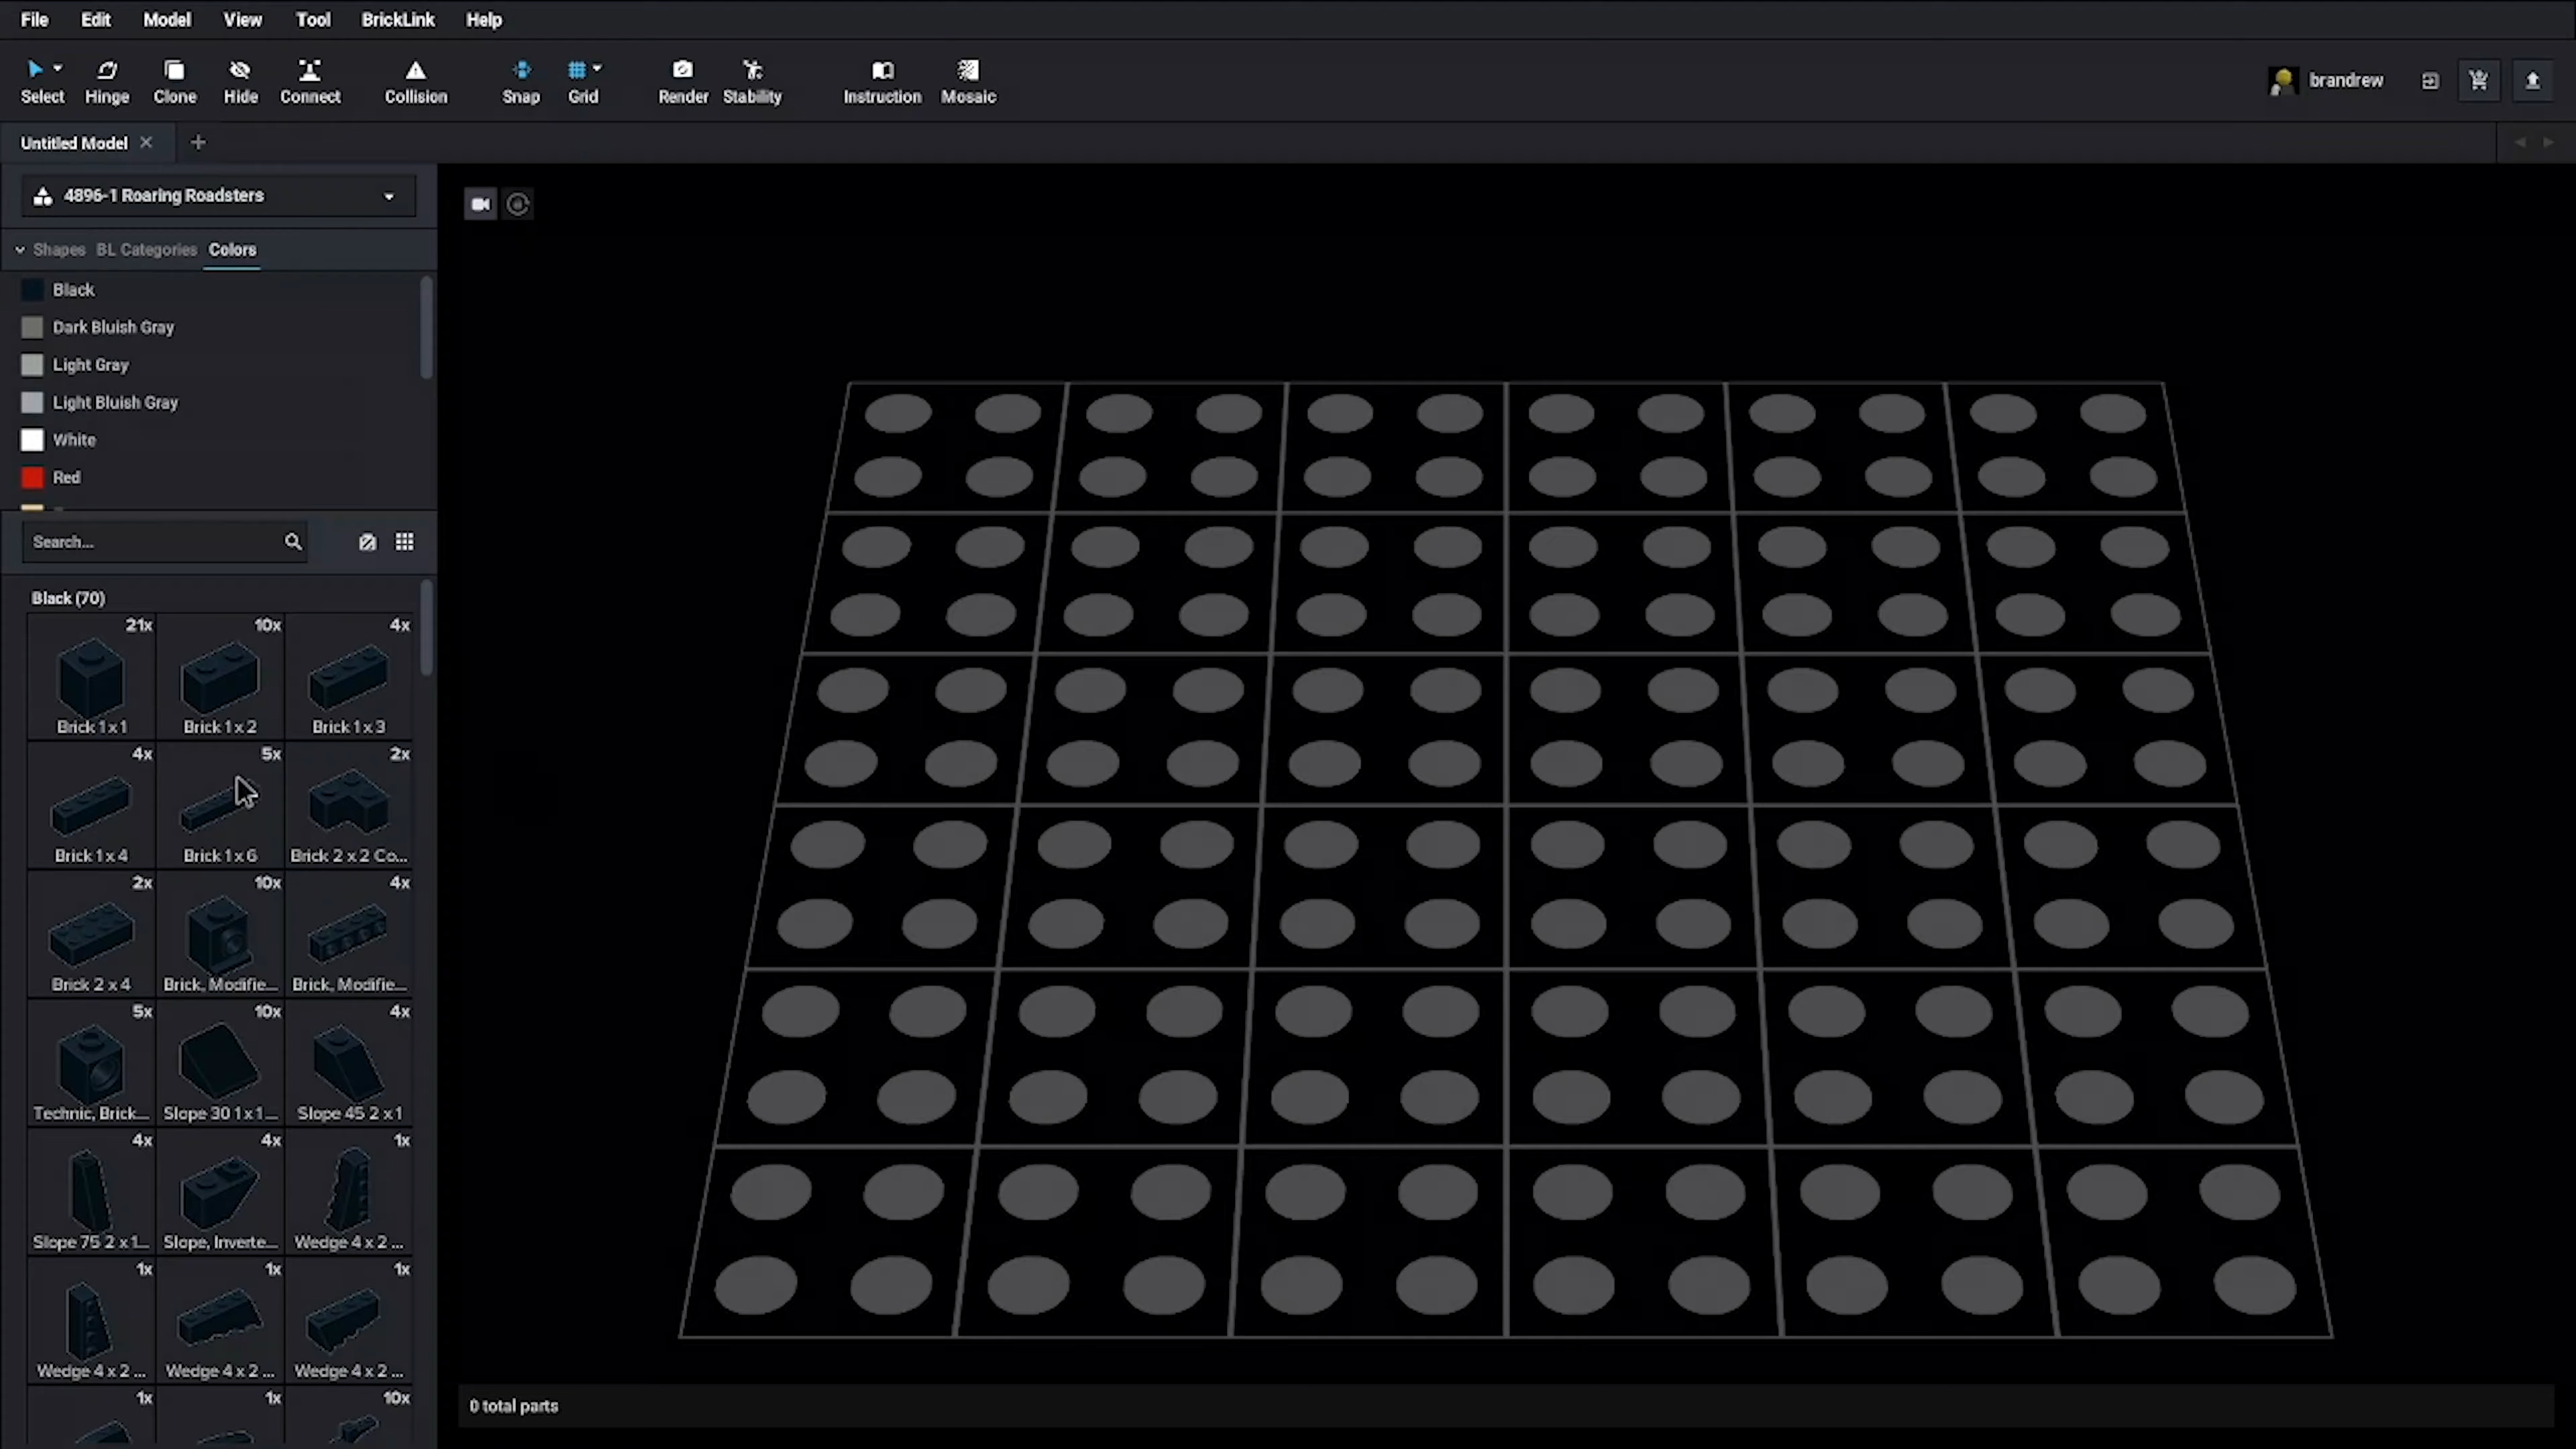 File Edit Model View Tool BrickLink Help
Select Hinge Clone Hide Connect Collision Snap Grid Render Stability Instruction Mosaic
brandrew
Untitled Model
4896-1 Roaring Roadsters
Shapes BL Categories Colors
Black
Dark Bluish Gray
Light Gray
Light Bluish Gray
White
Red
Search...
Black (70)
21x 10x 4x
Brick 1 x 1 Brick 1 x 2 Brick 1 x 3
4x 5x 2x
Brick 1 x 4 Brick 1 x 6 Brick 2 x 2 Co...
2x 10x 4x
Brick 2 x 4 Brick, Modifie... Brick, Modifie...
5x 10x 4x
Technic, Brick... Slope 30 1 x 1... Slope 45 2 x 1
4x 4x 1x
Slope 75 2 x 1... Slope, Inverte... Wedge 4 x 2 ...
1x 1x 1x
Wedge 4 x 2 ... Wedge 4 x 2 ... Wedge 4 x 2 ...
1x 1x 10x
0 total parts